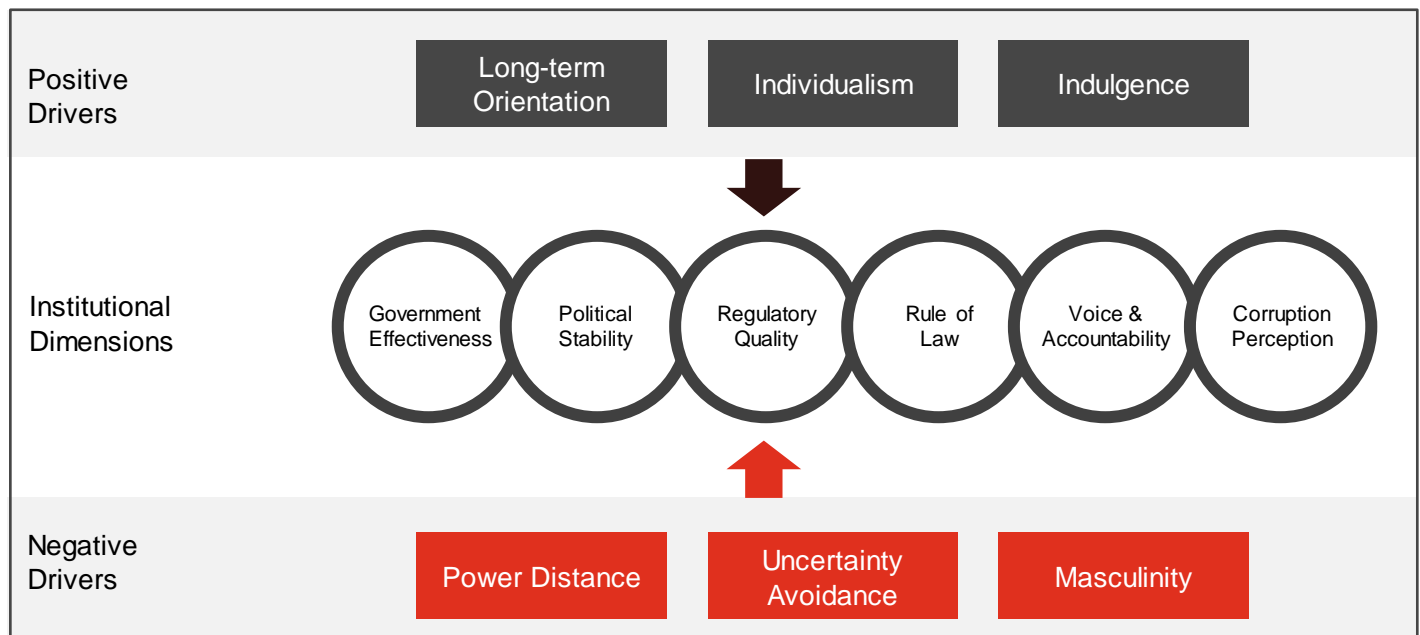 Positive
Drivers
Long-term
Orientation
Individualism
Indulgence
Institutional
Dimensions
Government
Effectiveness
Political
Stability
Regulatory
Quality
Rule of
Law
Voice &
Accountability
Corruption
Perception
Negative
Drivers
Power Distance
Uncertainty
Avoidance
Masculinity